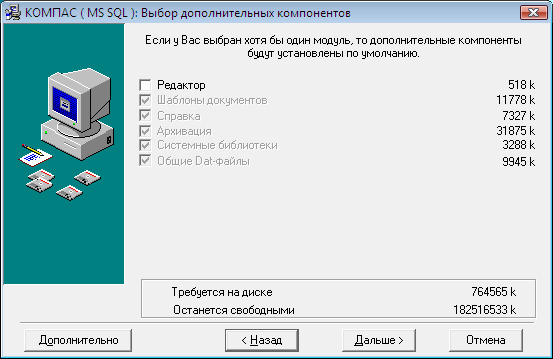 КОМПАС ( MS SQL ): Выбор дополнительных компонентов
Если у Вас выбран хотя бы один модуль, то дополнительные компоненты
будут установлены по умолчанию.
Редактор 518 k
Шаблоны документов 11778 k
Справка 7327 k
Архивация 31875 k
Системные библиотеки 3288 k
Общие Dat-файлы 9945 k
Требуется на диске 764565 k
Останется свободными 182516533 k
Дополнительно < Назад Дальше > Отмена